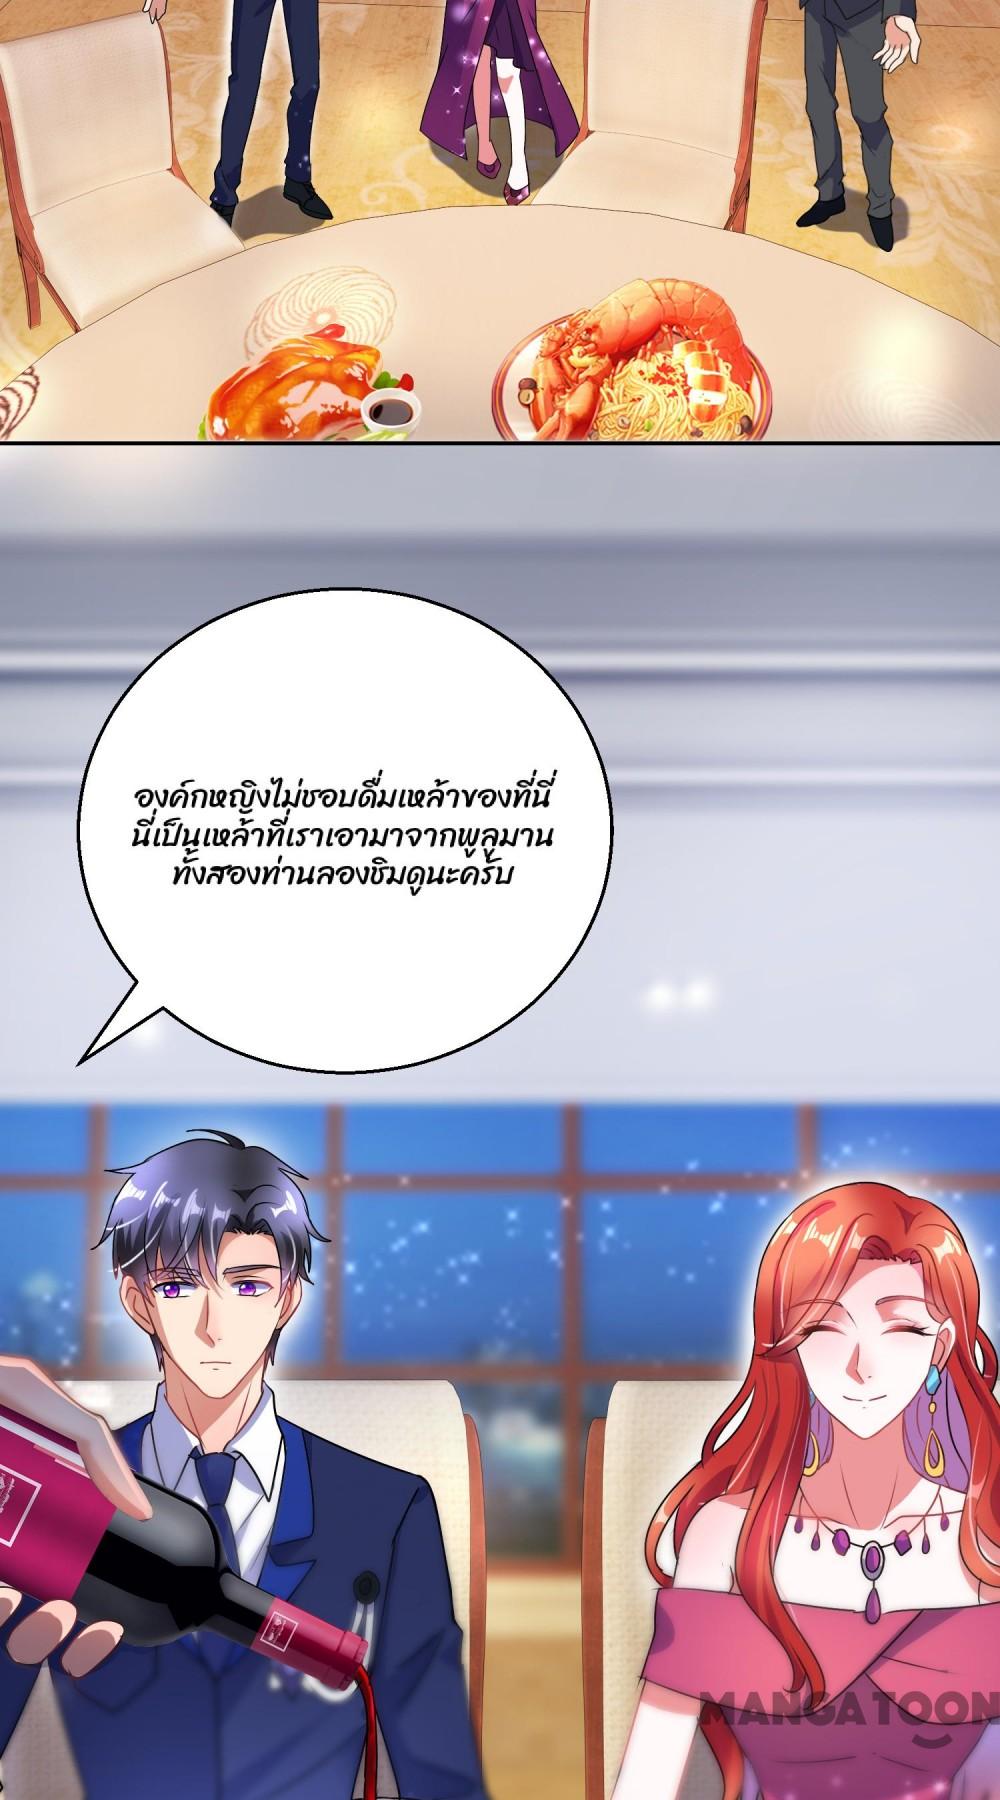 องค์กหญิงไม่ชอบดื่มเหล้าของที่นี่
นี่เป็นเหล้าที่เราเอามาจากพูลูมาน
ทั้งสองท่านลองชิมดูนะครับ
MANGATOON